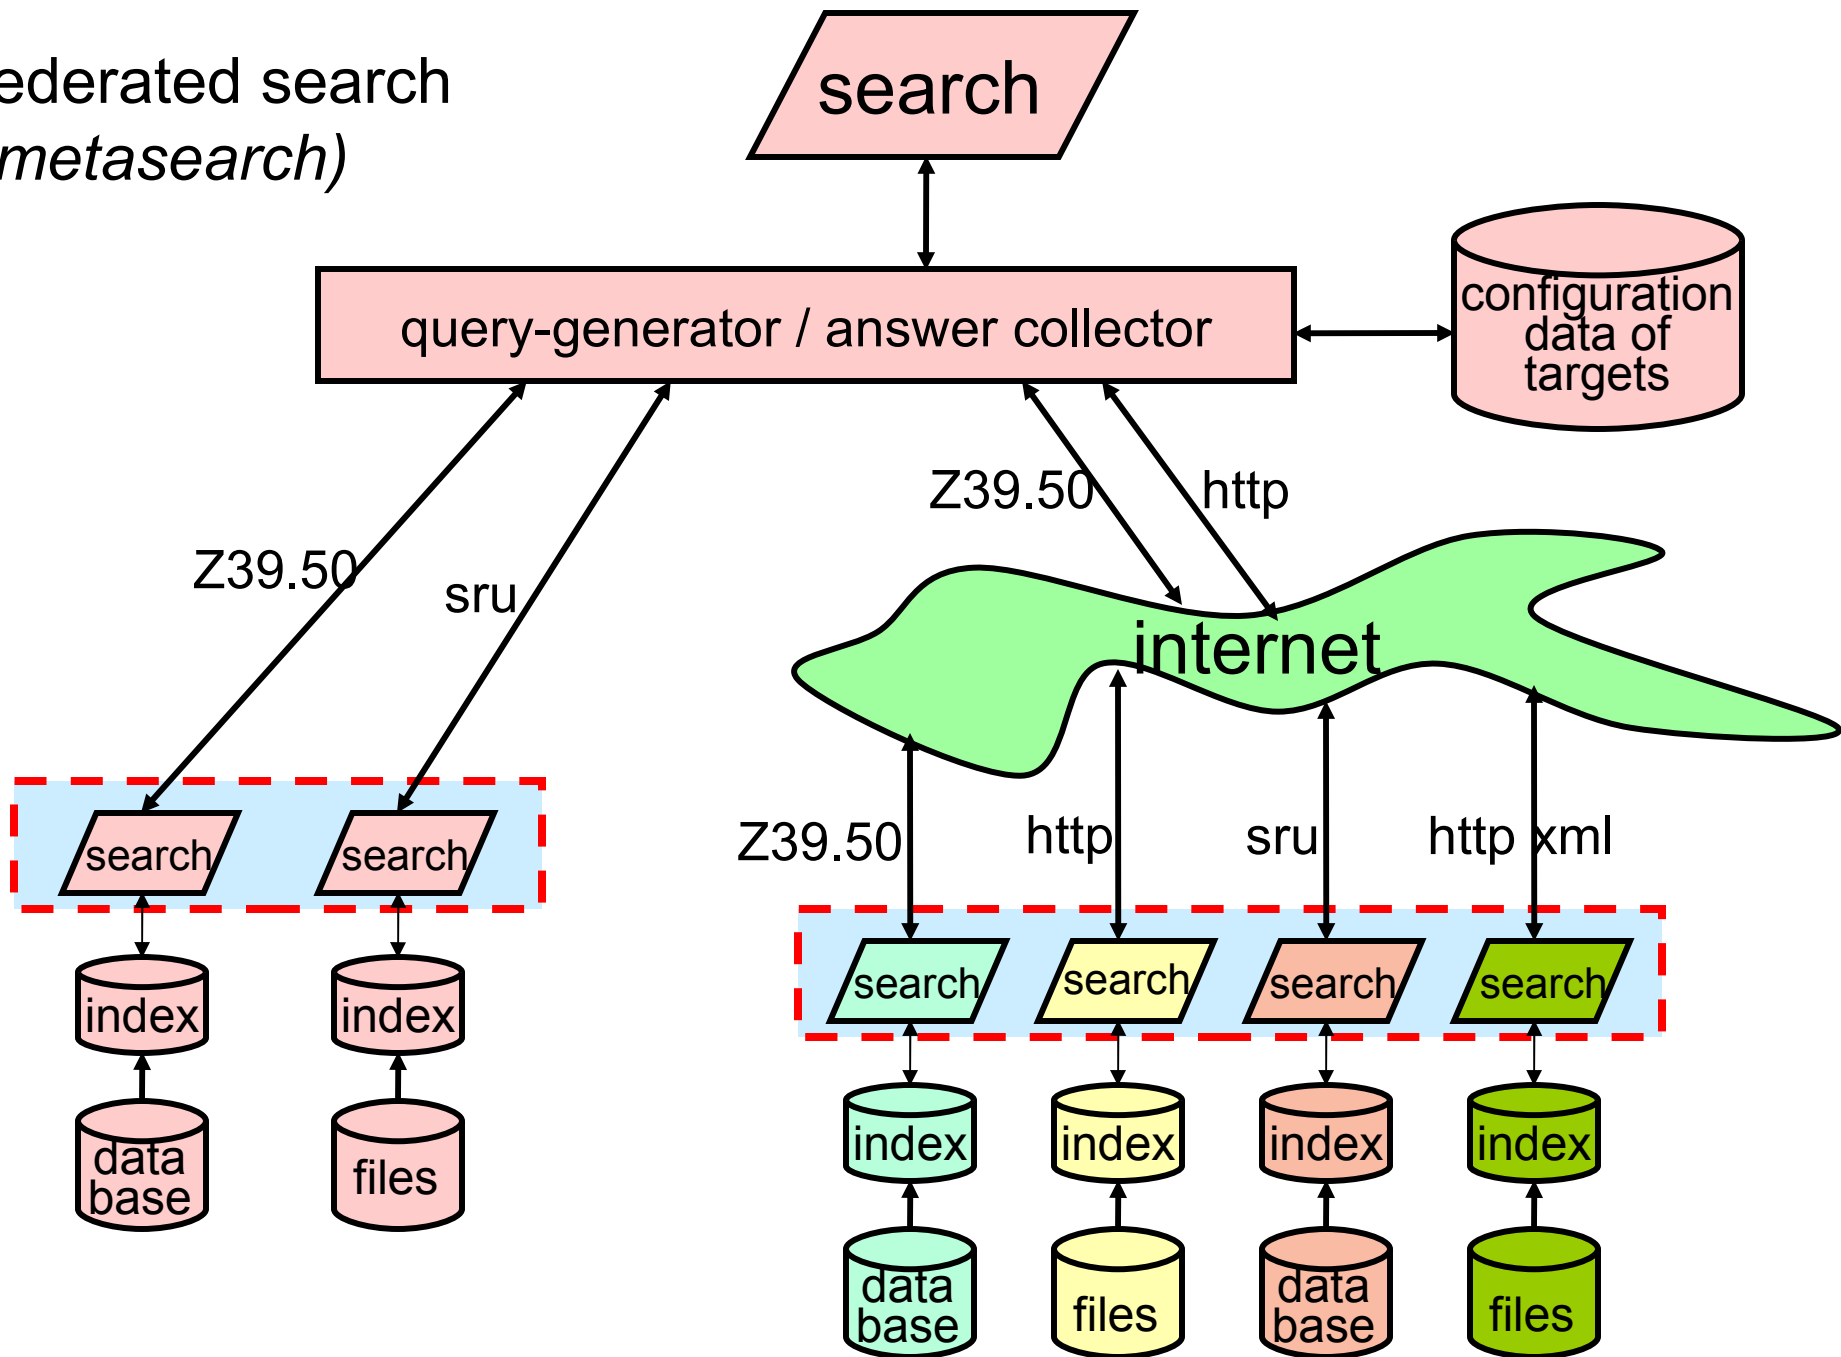 ederated search
metasearch)
search
query-generator / answer collector
configuration
data of
targets
Z39.50
http
Z39.50
sru
internet
Z39.50
http
sru
http xml
search
search
search
search
search
search
index
index
index
index
index
index
data
base
files
data
base
files
data
base
files